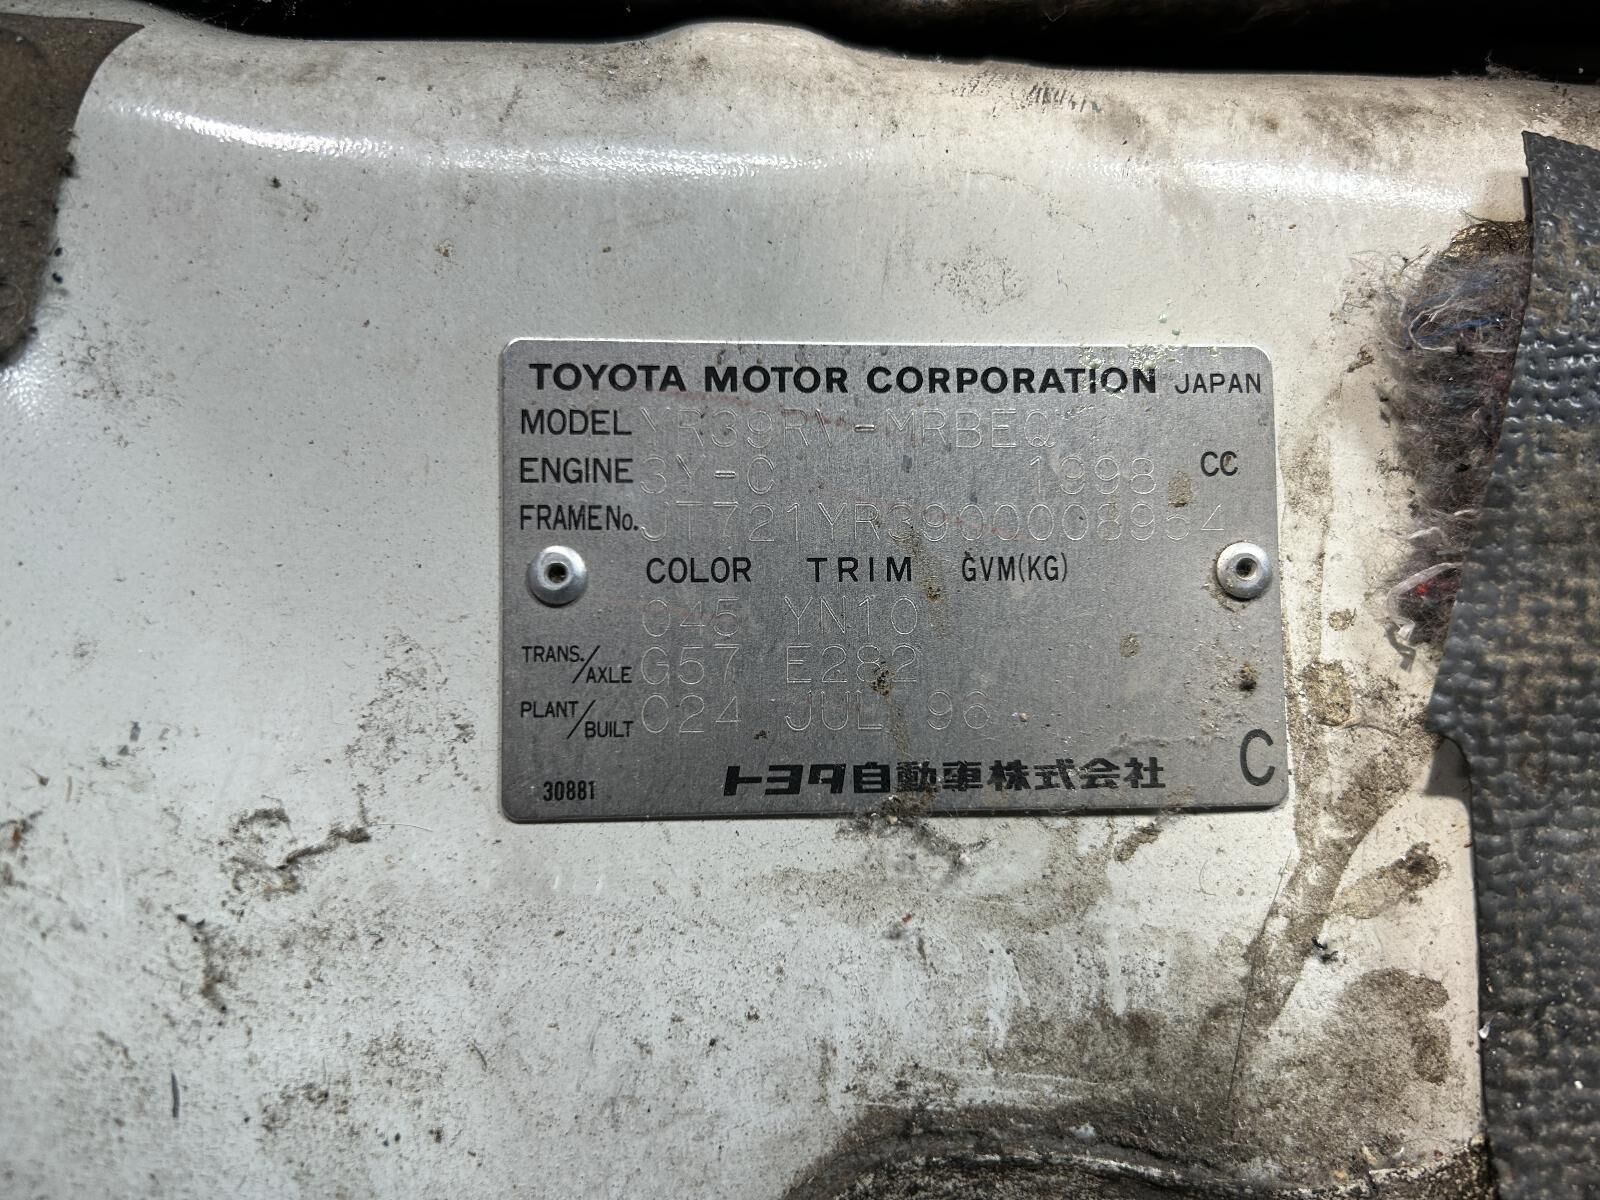 TOYOTA MOTOR CORPORATION JAPAN
MODEL YR39RV-MRBEQ
ENGINE 3Y-C 1998 CC
FRAME No. JT721YR3900008954
COLOR TRIM GVM(KG)
045 YN10
TRANS./AXLE G57 E282
PLANT/BUILT C24 JUL 96
トヨタ自動車株式会社 C
30881